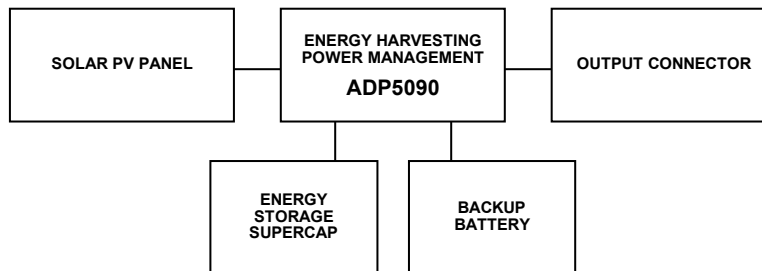 SOLAR PV PANEL
ENERGY HARVESTING
POWER MANAGEMENT
ADP5090
OUTPUT CONNECTOR
ENERGY
STORAGE
SUPERCAP
BACKUP
BATTERY